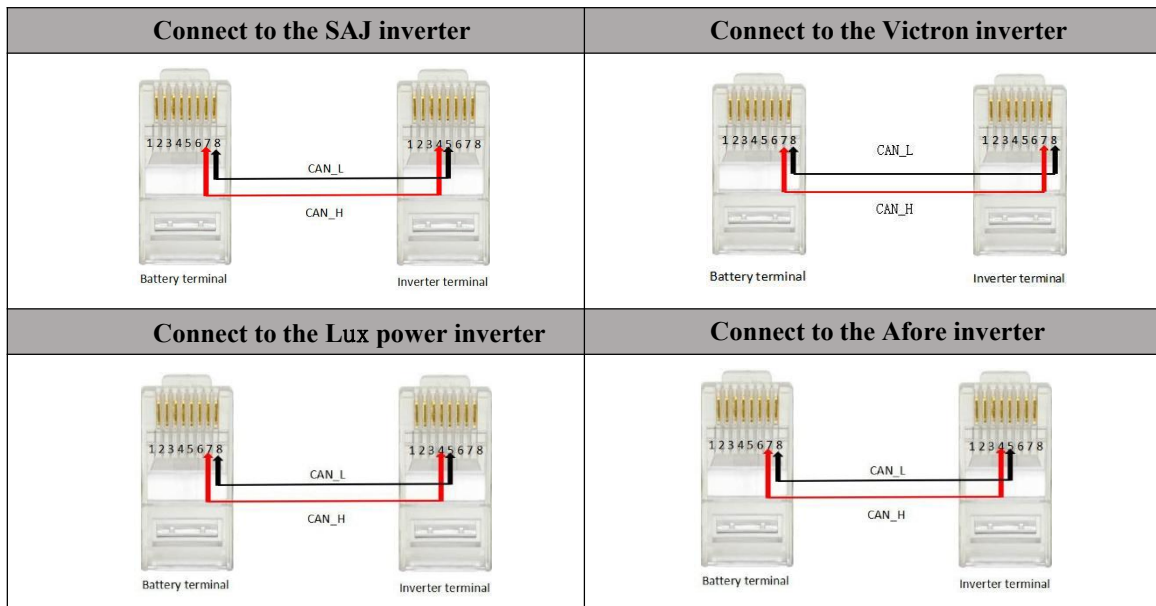 Connect to the SAJ inverter
12345678
12345678
CAN_L
CAN_H
Battery terminal
Inverter terminal
Connect to the Victron inverter
12345678
12345678
CAN_L
CAN_H
Battery terminal
Inverter terminal
Connect to the Lux power inverter
12345678
12345678
CAN_L
CAN_H
Battery terminal
Inverter terminal
Connect to the Afore inverter
12345678
12345678
CAN_L
CAN_H
Battery terminal
Inverter terminal